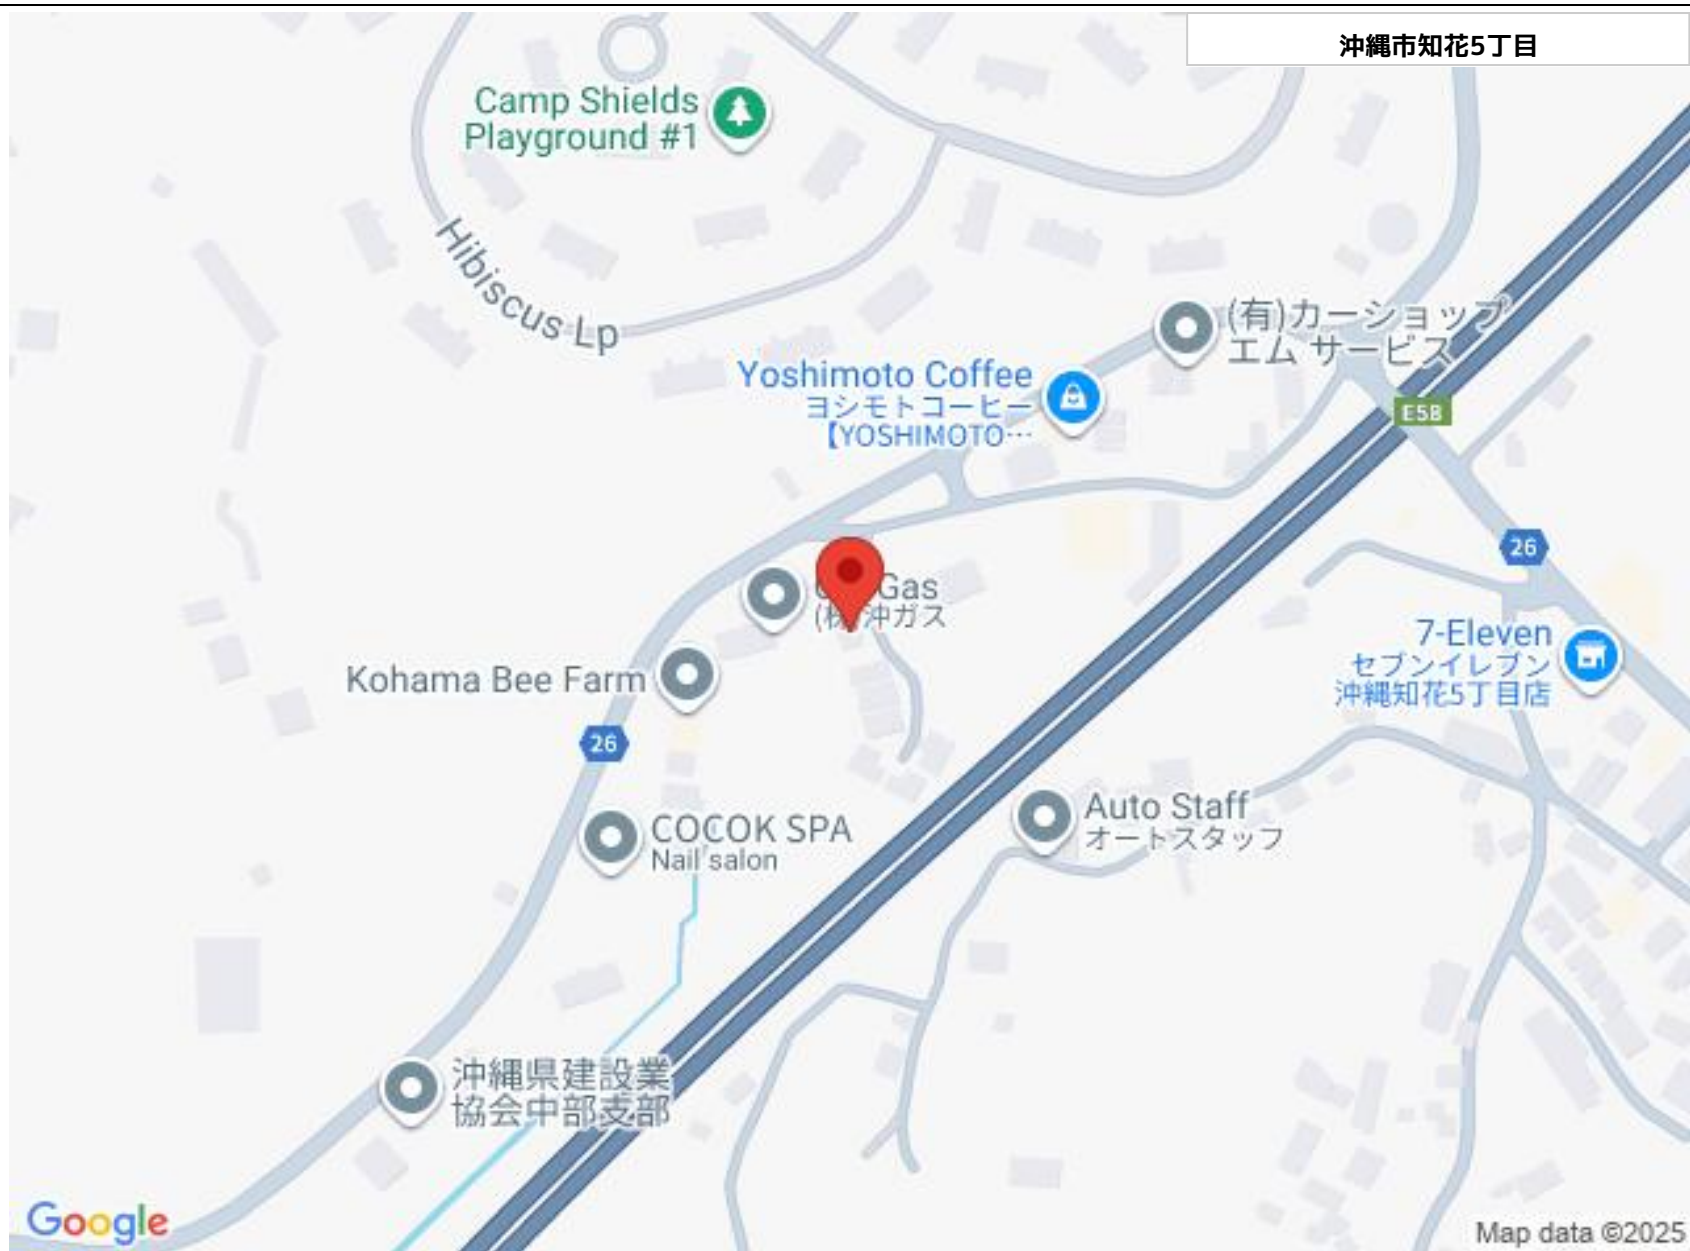 沖縄市知花5丁目
Camp Shields
Playground #1
Hibiscus Lp
(有)カーショップ
エム サービス
Yoshimoto Coffee
ヨシモトコーヒー
【YOSHIMOTO…
E58
26
Gas
沖ガス
7-Eleven
セブンイレブン
沖縄知花5丁目店
Kohama Bee Farm
26
Auto Staff
オートスタッフ
COCOK SPA
Nail salon
沖縄県建設業
協会中部支部
Google
Map data ©2025